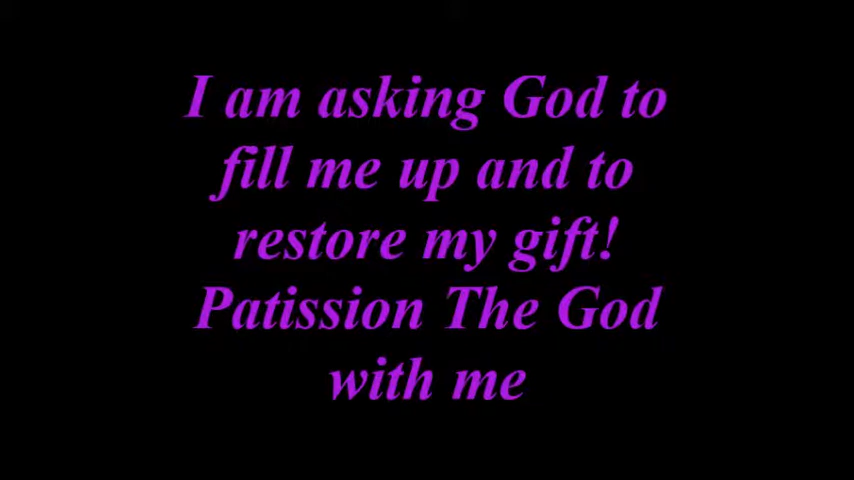 I am asking God to
fill me up and to
restore my gift!
Patission The God
with me